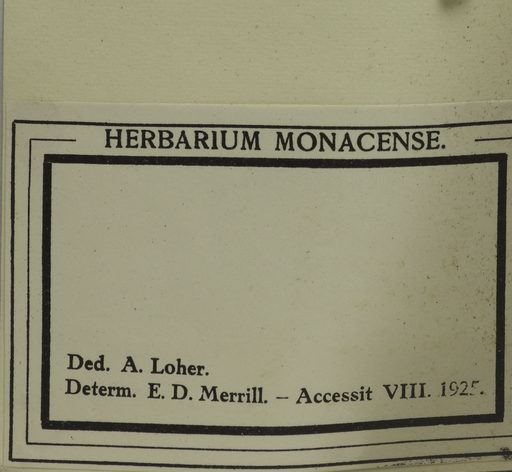 HERBARIUM MONACENSE.
Ded. A. Loher.
Determ. E. D. Merrill. – Accessit VIII. 1925.